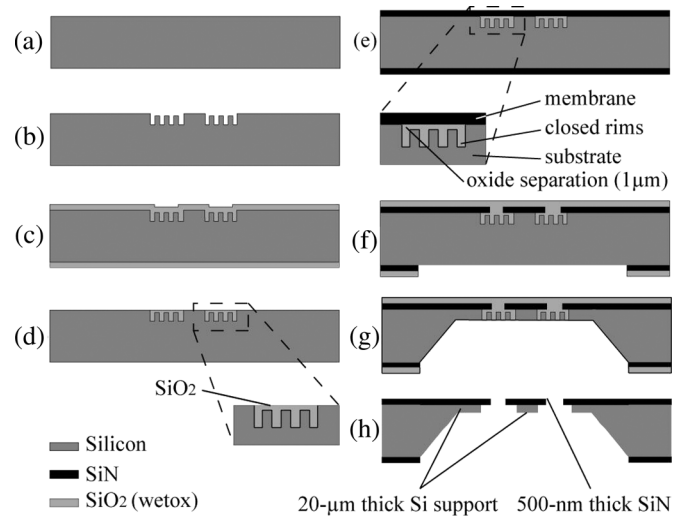 (a)
(b)
(c)
(d)
SiO₂
Silicon
SiN
SiO₂ (wetox)
(e)
membrane
closed rims
substrate
oxide separation (1μm)
(f)
(g)
(h)
20-μm thick Si support
500-nm thick SiN